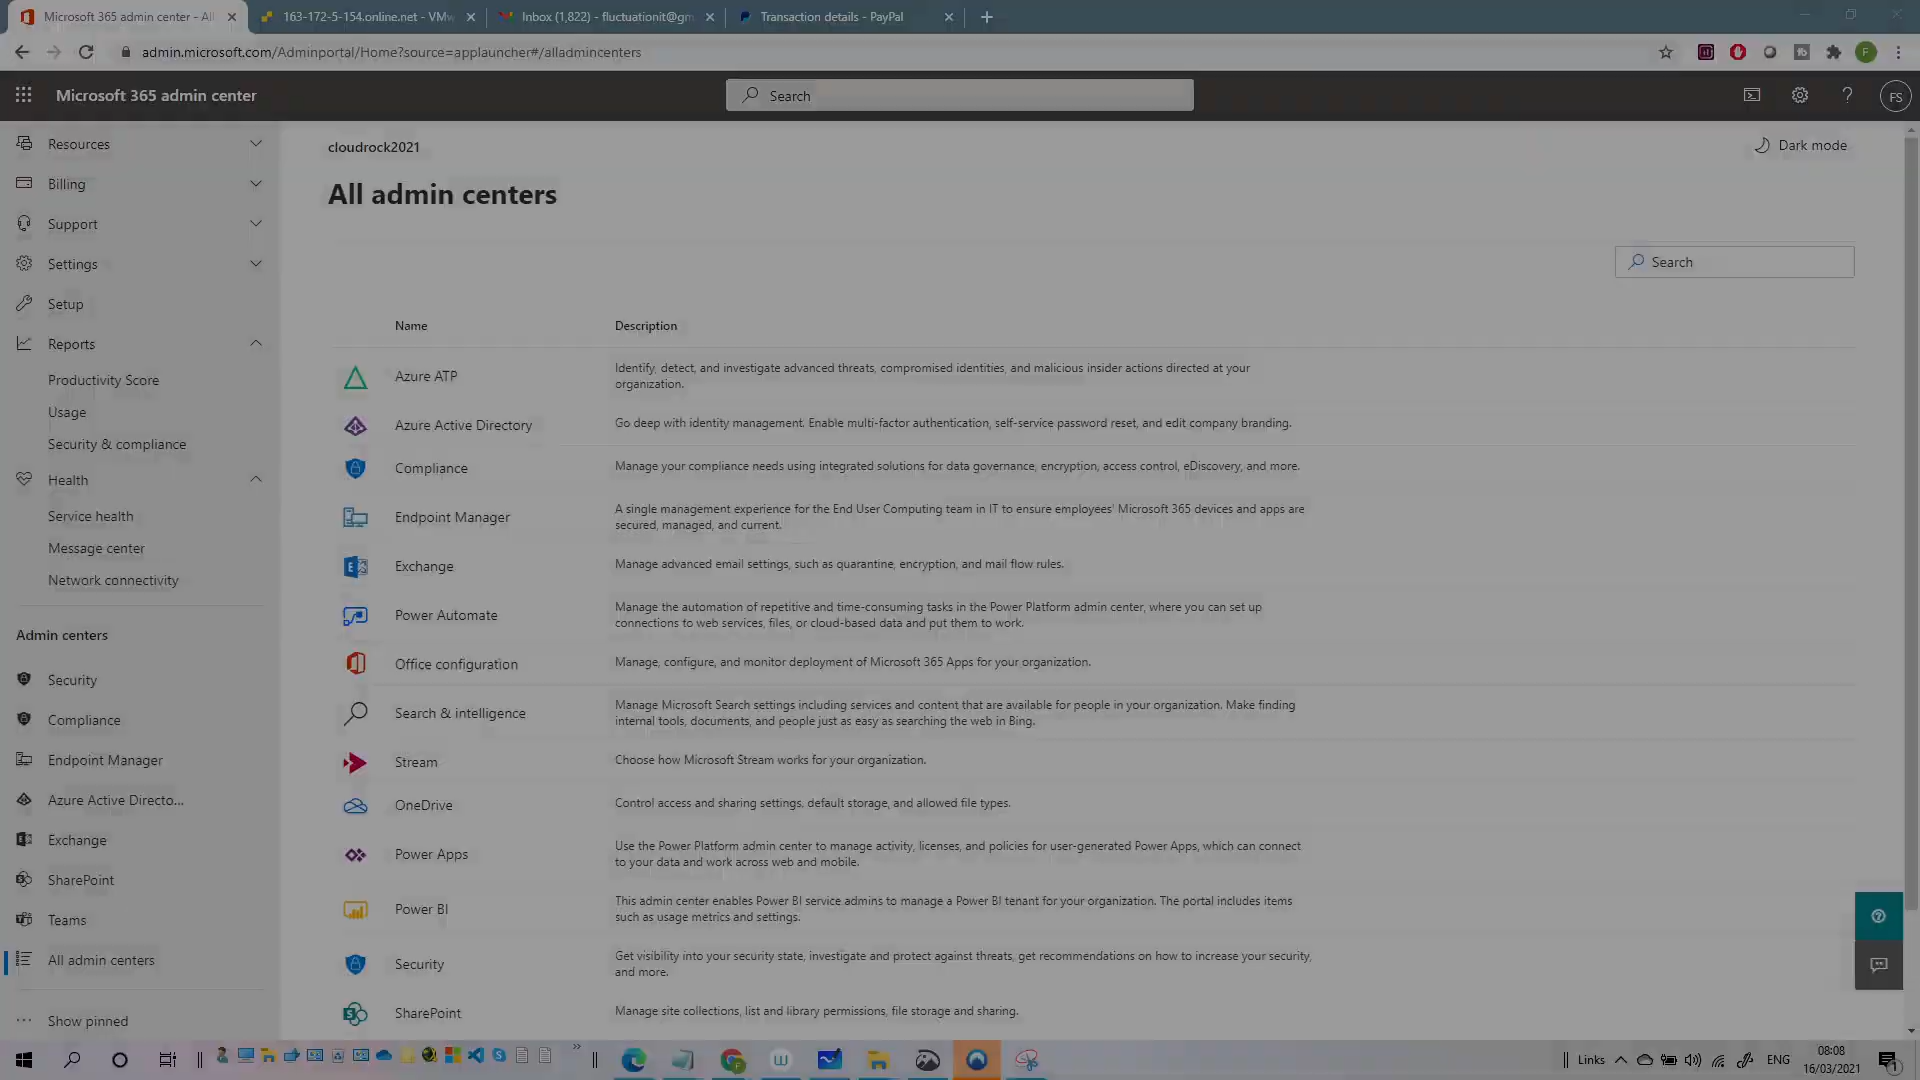 Microsoft 365 admin center - All
163-172-5-154.online.net - VMw
Inbox (1,822) - fluctuationit@gm
Transaction details - PayPal
admin.microsoft.com/Adminportal/Home?source=applauncher#/alladmincenters
F
Microsoft 365 admin center
Search
FS
Resources
Billing
Support
Settings
Setup
Reports
Productivity Score
Usage
Security & compliance
Health
Service health
Message center
Network connectivity
Admin centers
Security
Compliance
Endpoint Manager
Azure Active Directo...
Exchange
SharePoint
Teams
All admin centers
Show pinned
cloudrock2021
Dark mode
All admin centers
Search
Name Description
Azure ATP
Identify, detect, and investigate advanced threats, compromised identities, and malicious insider actions directed at your
organization.
Azure Active Directory
Go deep with identity management. Enable multi-factor authentication, self-service password reset, and edit company branding.
Compliance
Manage your compliance needs using integrated solutions for data governance, encryption, access control, eDiscovery, and more.
Endpoint Manager
A single management experience for the End User Computing team in IT to ensure employees' Microsoft 365 devices and apps are
secured, managed, and current.
Exchange
Manage advanced email settings, such as quarantine, encryption, and mail flow rules.
Power Automate
Manage the automation of repetitive and time-consuming tasks in the Power Platform admin center, where you can set up
connections to web services, files, or cloud-based data and put them to work.
Office configuration
Manage, configure, and monitor deployment of Microsoft 365 Apps for your organization.
Search & intelligence
Manage Microsoft Search settings including services and content that are available for people in your organization. Make finding
internal tools, documents, and people just as easy as searching the web in Bing.
Stream
Choose how Microsoft Stream works for your organization.
OneDrive
Control access and sharing settings, default storage, and allowed file types.
Power Apps
Use the Power Platform admin center to manage activity, licenses, and policies for user-generated Power Apps, which can connect
to your data and work across web and mobile.
Power BI
This admin center enables Power BI service admins to manage a Power BI tenant for your organization. The portal includes items
such as usage metrics and settings.
Security
Get visibility into your security state, investigate and protect against threats, get recommendations on how to increase your security,
and more.
SharePoint
Manage site collections, list and library permissions, file storage and sharing.
Links
ENG
08:08
16/03/2021